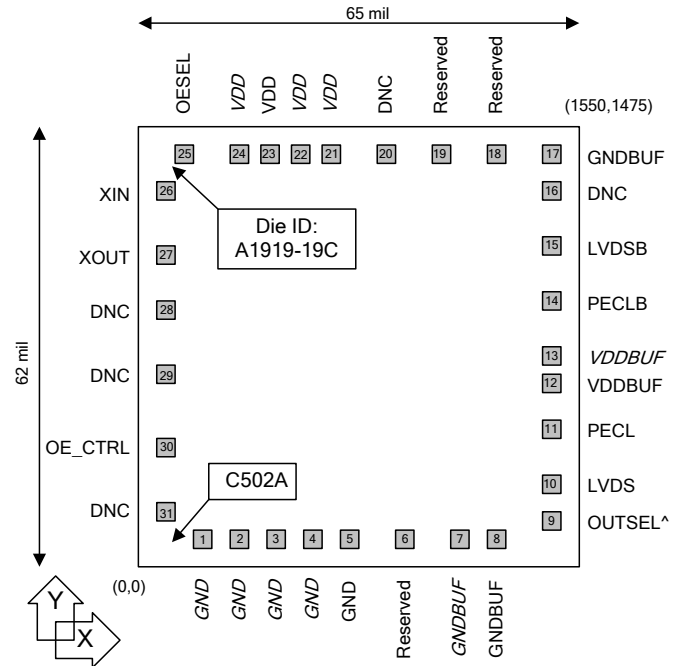 65 mil
OESEL
VDD
VDD
VDD
VDD
DNC
Reserved
Reserved
(1550,1475)
25
24
23
22
21
20
19
18
17
GNDBUF
XIN
26
16
DNC
Die ID:
A1919-19C
XOUT
27
15
LVDSB
DNC
28
14
PECLB
62 mil
13
VDDBUF
DNC
29
12
VDDBUF
OE_CTRL
30
11
PECL
C502A
10
LVDS
DNC
31
9
OUTSEL^
1
2
3
4
5
6
7
8
(0,0)
GND
GND
GND
GND
GND
Reserved
GNDBUF
GNDBUF
Y
X